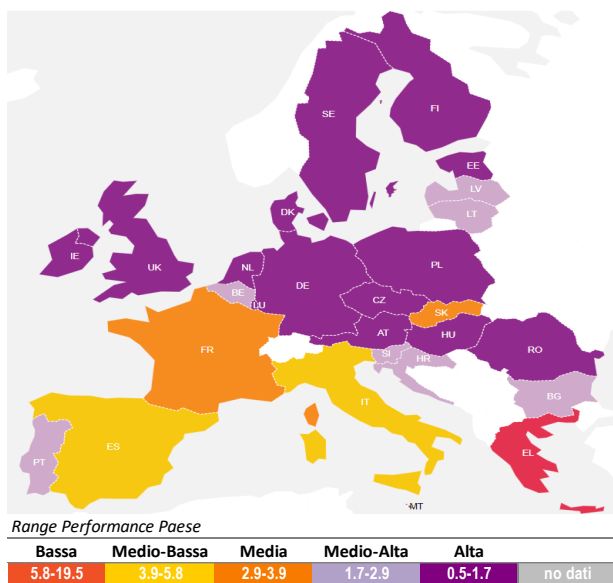 SE
FI
EE
LV
LT
DK
IE
UK
NL
BE
LU
DE
PL
CZ
SK
AT
HU
SI
HR
RO
BG
FR
IT
ES
PT
EL
MT
Range Performance Paese
Bassa Medio-Bassa Media Medio-Alta Alta
5.8-19.5 3.9-5.8 2.9-3.9 1.7-2.9 0.5-1.7 no dati